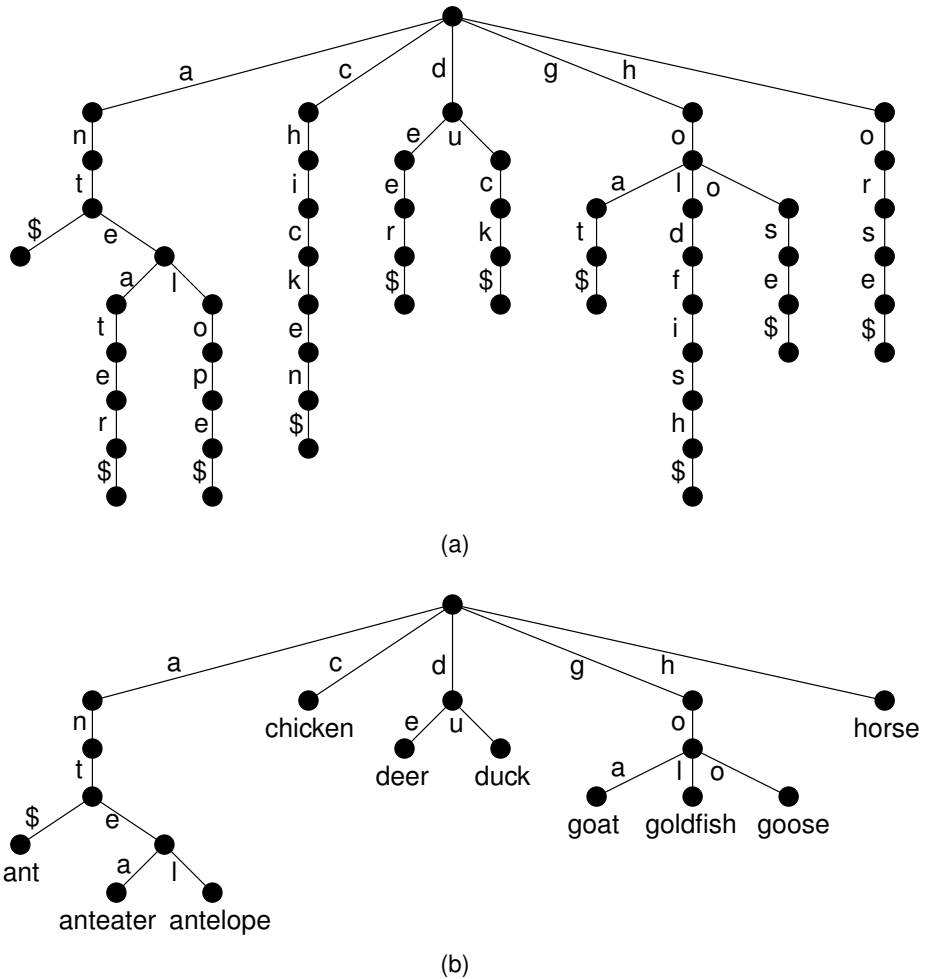 a c d g h
n h e u o o
t i e c a l o r
$ e c r k t d s s
a l k $ $ $ f e e
t o e i $ $
e p n s
r e $ h
$ $ $
(a)
a c d g h
n chicken e u o horse
t deer duck a l o
$ e goat goldfish goose
ant a l
anteater antelope
(b)